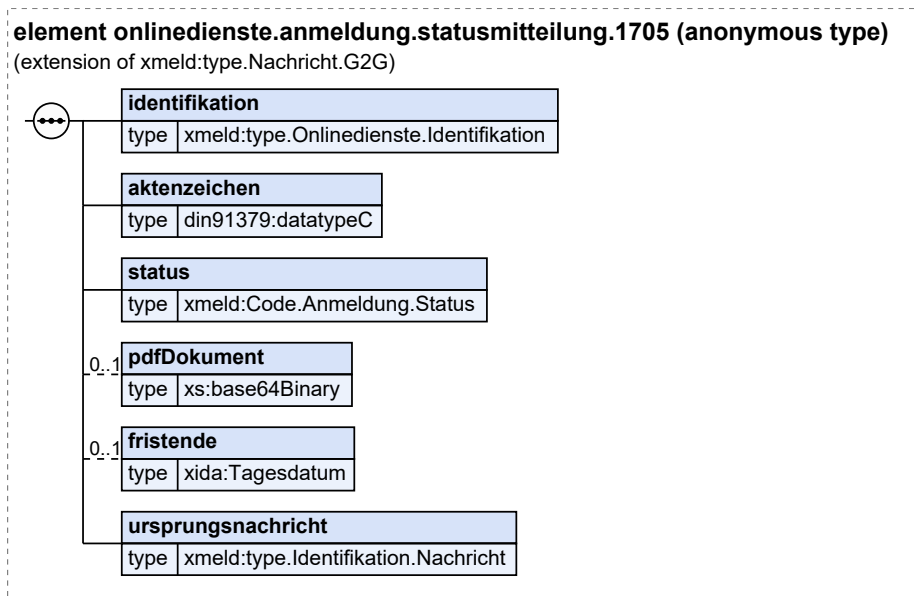 element onlinedienste.anmeldung.statusmitteilung.1705 (anonymous type)
(extension of xmeld:type.Nachricht.G2G)
identifikation
type xmeld:type.Onlinedienste.Identifikation
aktenzeichen
type din91379:datatypeC
status
type xmeld:Code.Anmeldung.Status
0..1 pdfDokument
type xs:base64Binary
0..1 fristende
type xida:Tagesdatum
ursprungsnachricht
type xmeld:type.Identifikation.Nachricht